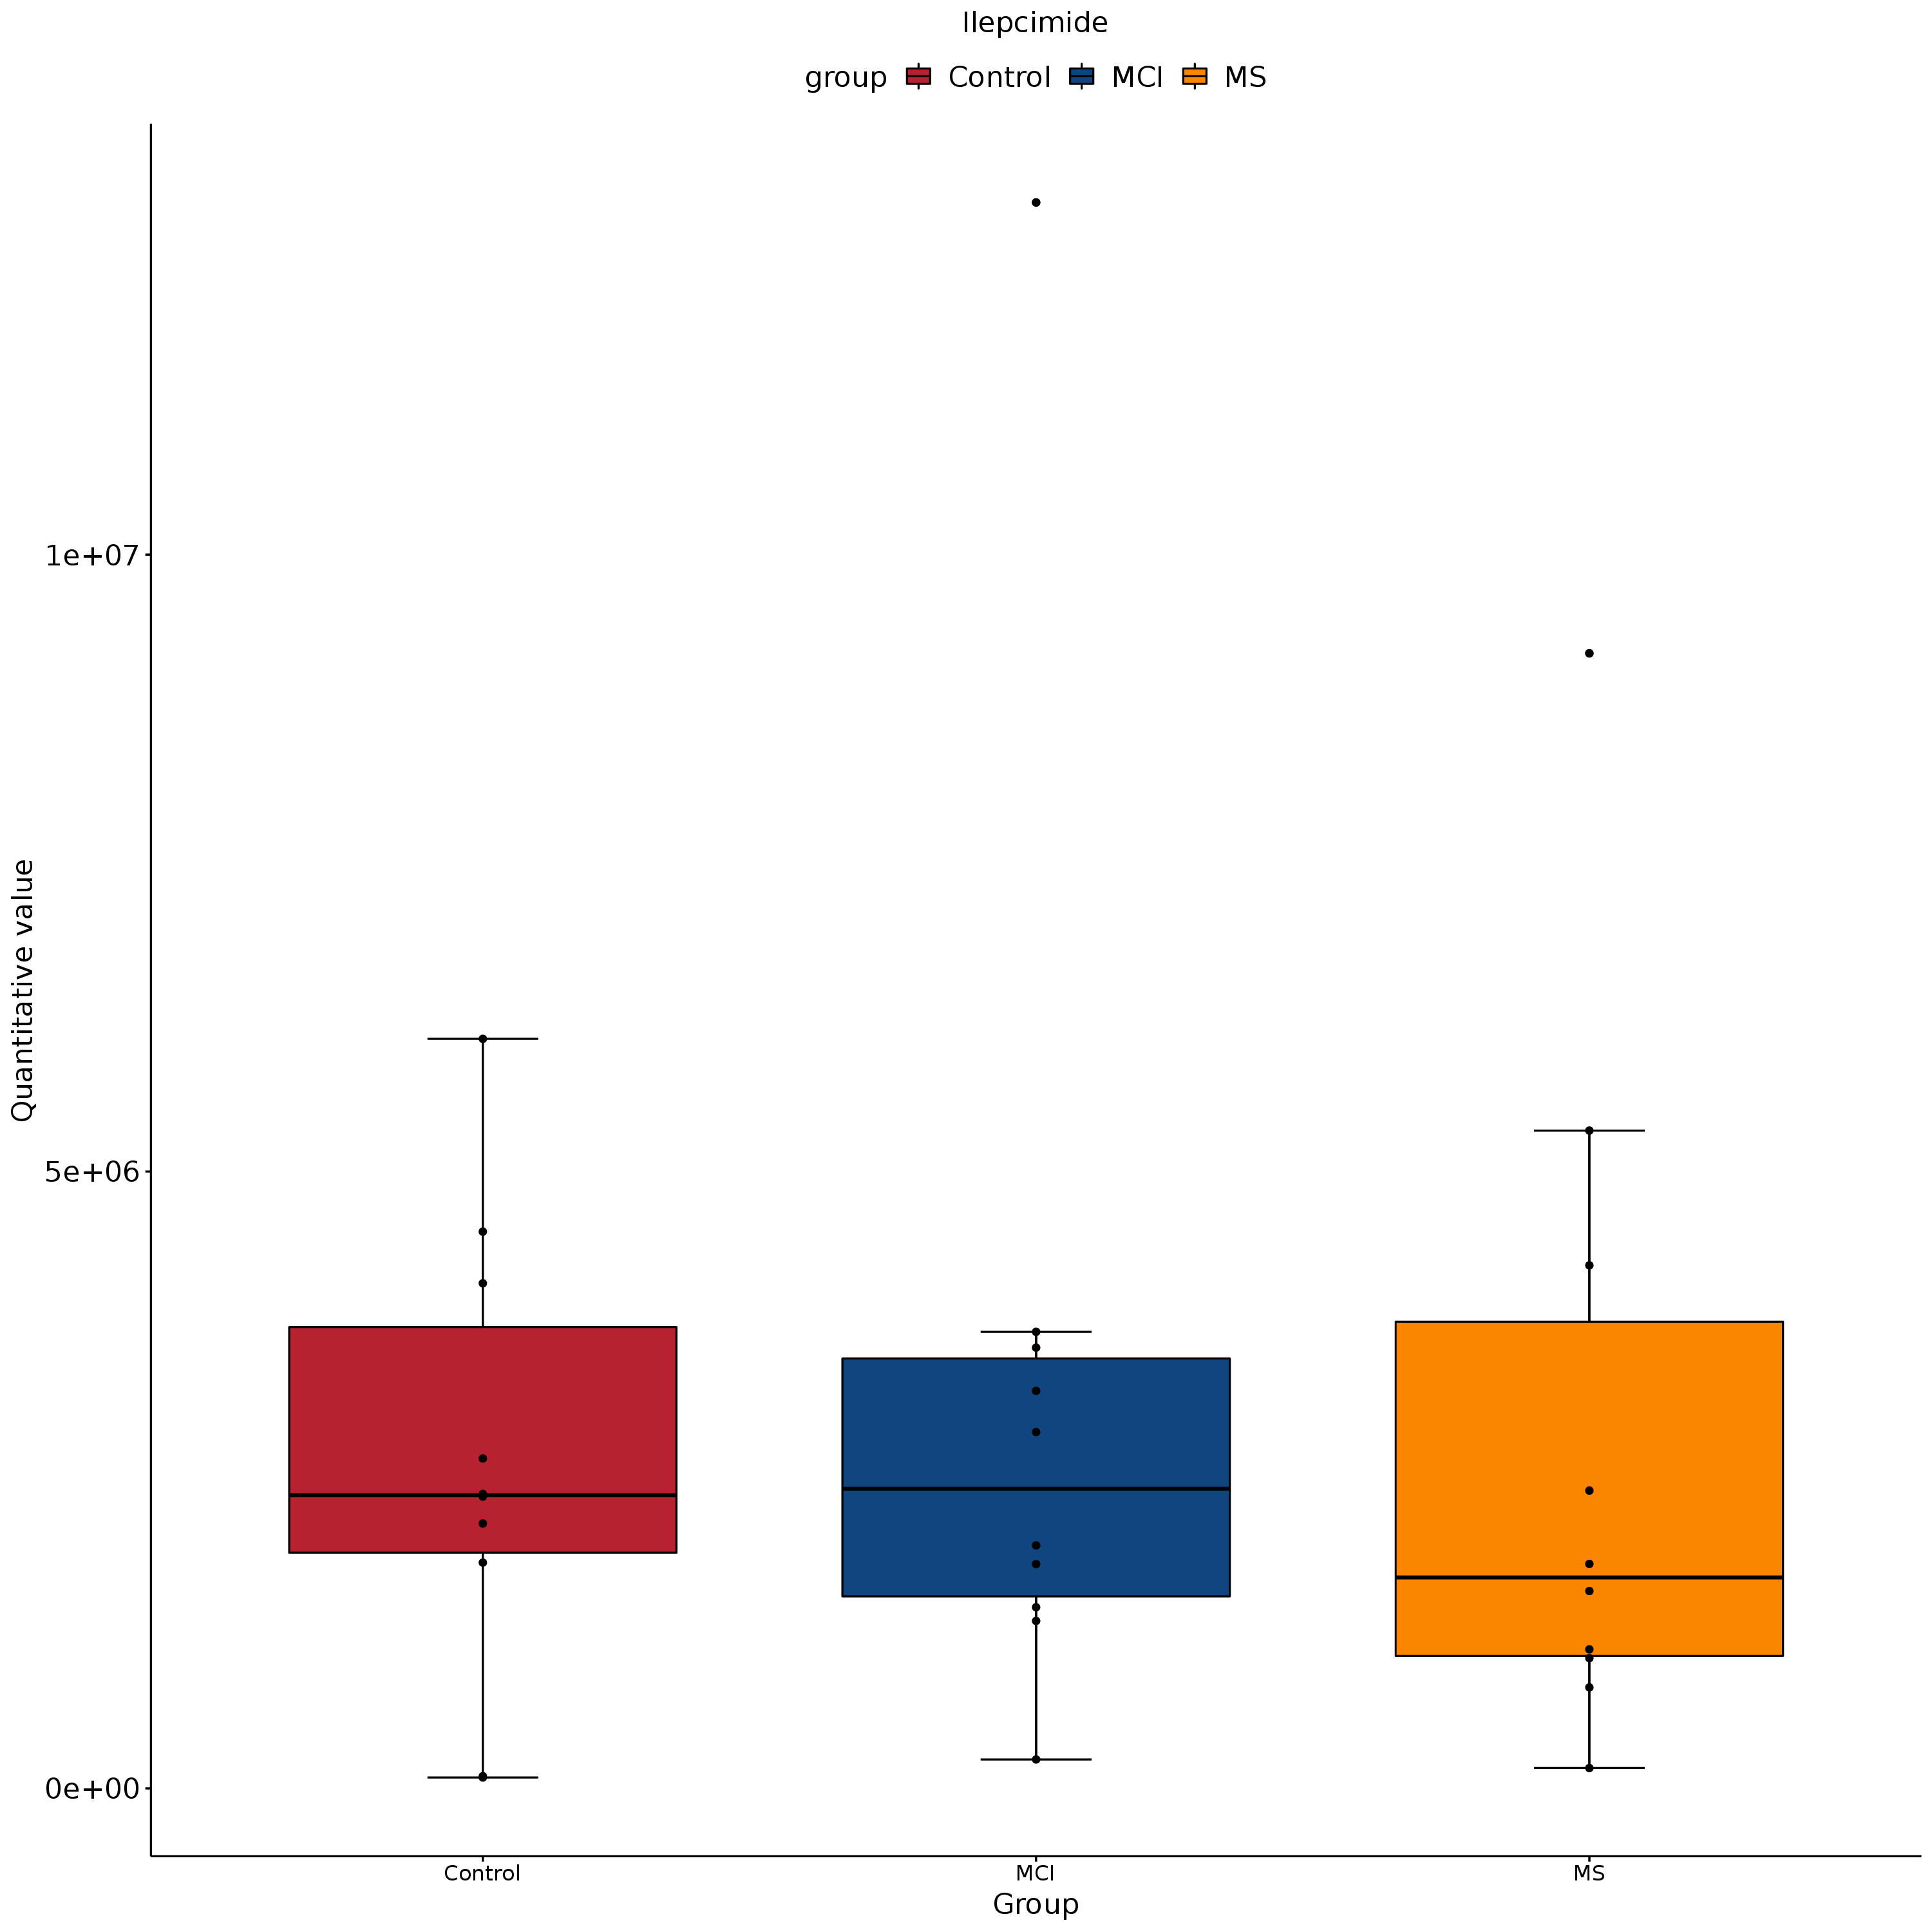 Ilepcimide
group Control MCI MS
Quantitative value
1e+07
5e+06
0e+00
Control MCI MS
Group